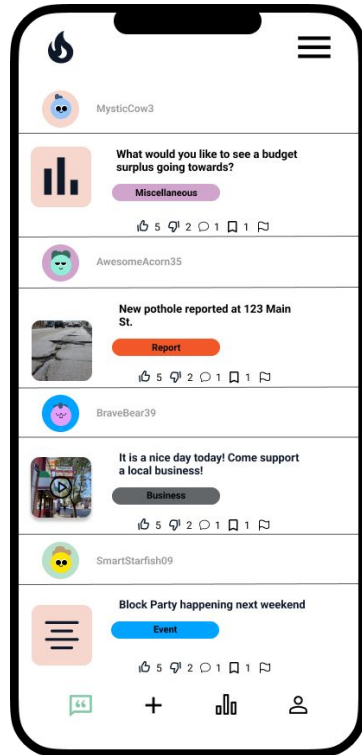 MysticCow3
What would you like to see a budget
surplus going towards?
Miscellaneous
5 2 1 1
AwesomeAcorn35
New pothole reported at 123 Main
St.
Report
5 2 1 1
BraveBear39
It is a nice day today! Come support
a local business!
Business
5 2 1 1
SmartStarfish09
Block Party happening next weekend
Event
5 2 1 1